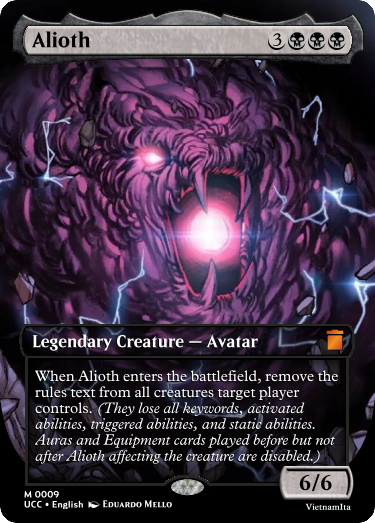 Alioth 3
Legendary Creature — Avatar
When Alioth enters the battlefield, remove the
rules text from all creatures target player
controls. (They lose all keywords, activated
abilities, triggered abilities, and static abilities.
Auras and Equipment cards played before but not
after Alioth affecting the creature are disabled.)
6/6
M 0009
UCC • English Eduardo Mello
VietnamIta